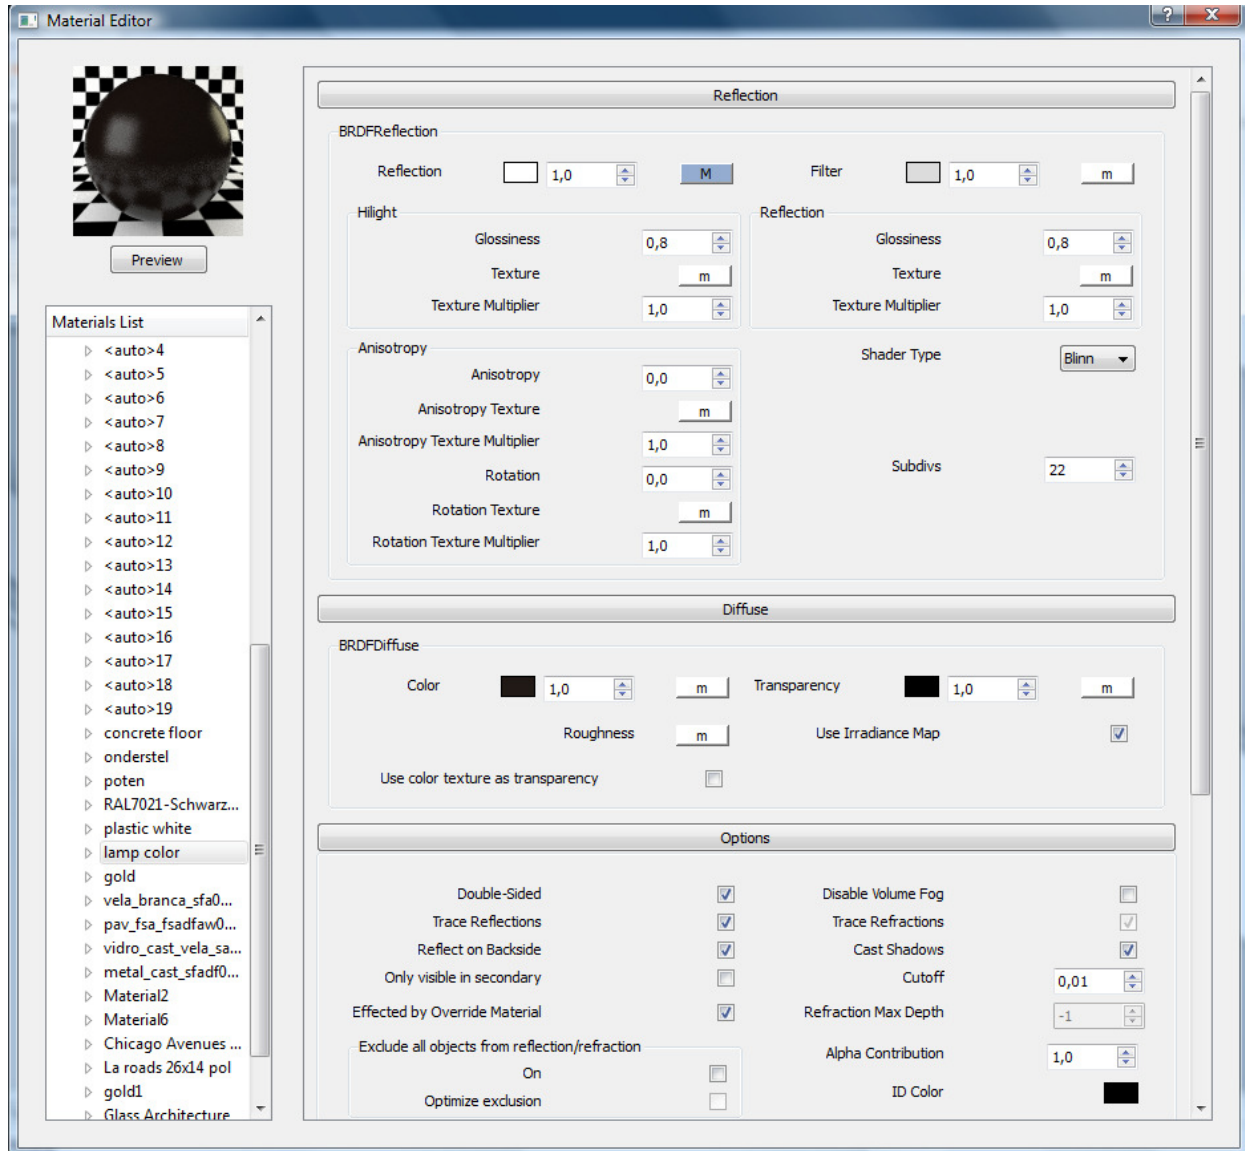 Material Editor
?
X
Preview
Materials List
<auto>4
<auto>5
<auto>6
<auto>7
<auto>8
<auto>9
<auto>10
<auto>11
<auto>12
<auto>13
<auto>14
<auto>15
<auto>16
<auto>17
<auto>18
<auto>19
concrete floor
onderstel
poten
RAL7021-Schwarz...
plastic white
lamp color
gold
vela_branca_sfa0...
pav_fsa_fsadfaw0...
vidro_cast_vela_sa...
metal_cast_sfadf0...
Material2
Material6
Chicago Avenues ...
La roads 26x14 pol
gold1
Glass Architecture
Reflection
BRDFReflection
Reflection 1,0 M Filter 1,0 m
Hilight Reflection
Glossiness 0,8 Glossiness 0,8
Texture m Texture m
Texture Multiplier 1,0 Texture Multiplier 1,0
Anisotropy Shader Type Blinn
Anisotropy 0,0
Anisotropy Texture m
Anisotropy Texture Multiplier 1,0
Rotation 0,0 Subdivs 22
Rotation Texture m
Rotation Texture Multiplier 1,0
Diffuse
BRDFDiffuse
Color 1,0 m Transparency 1,0 m
Roughness m Use Irradiance Map
Use color texture as transparency
Options
Double-Sided Disable Volume Fog
Trace Reflections Trace Refractions
Reflect on Backside Cast Shadows
Only visible in secondary Cutoff 0,01
Effected by Override Material Refraction Max Depth -1
Exclude all objects from reflection/refraction Alpha Contribution 1,0
On ID Color
Optimize exclusion